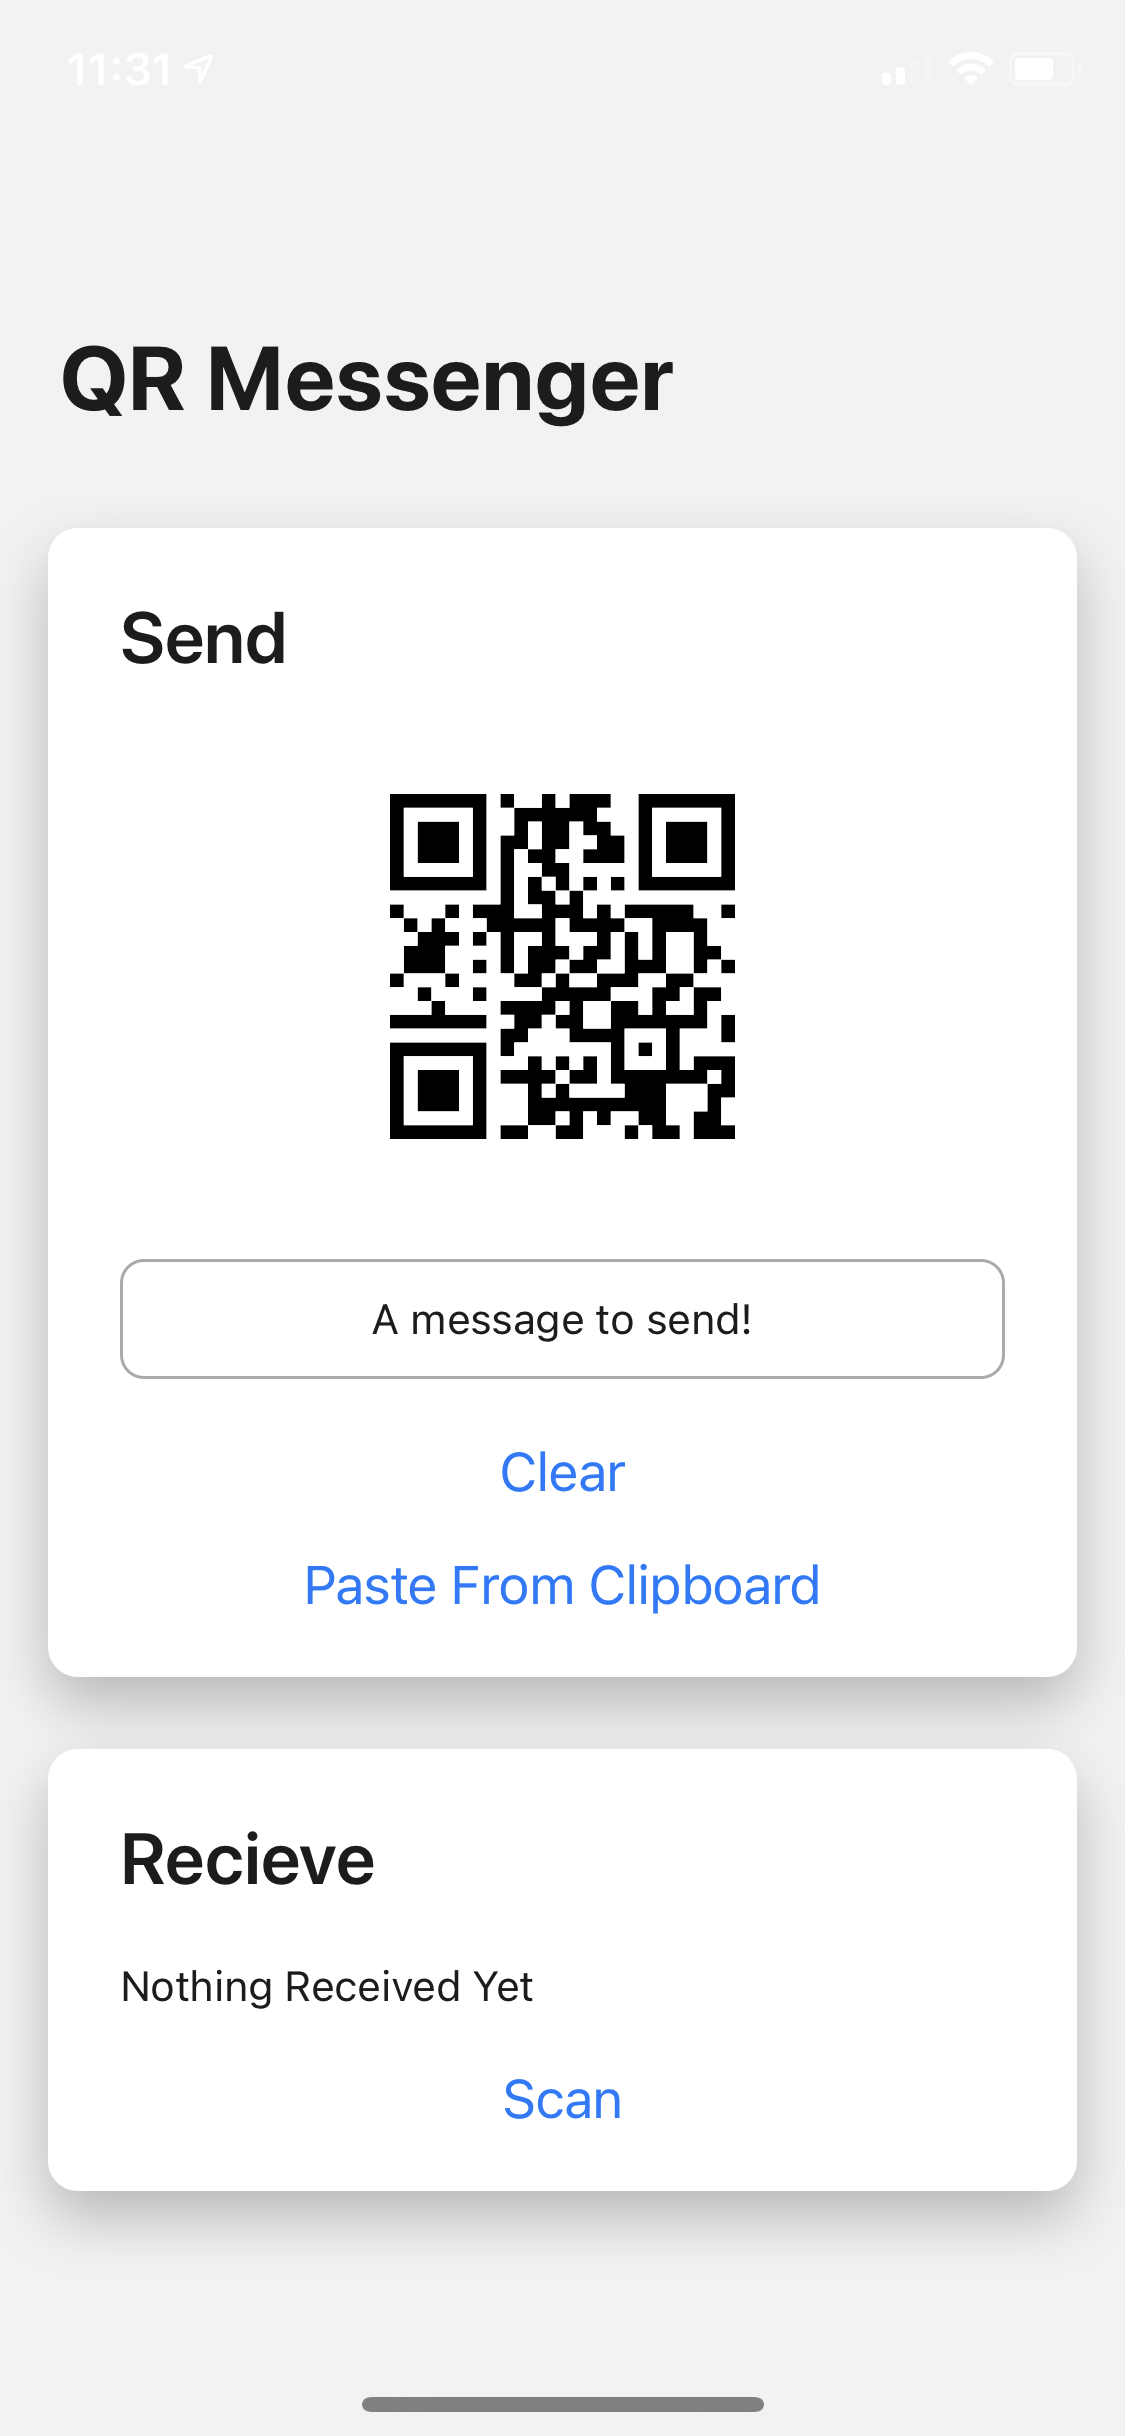 11:31
QR Messenger
Send
A message to send!
Clear
Paste From Clipboard
Recieve
Nothing Received Yet
Scan